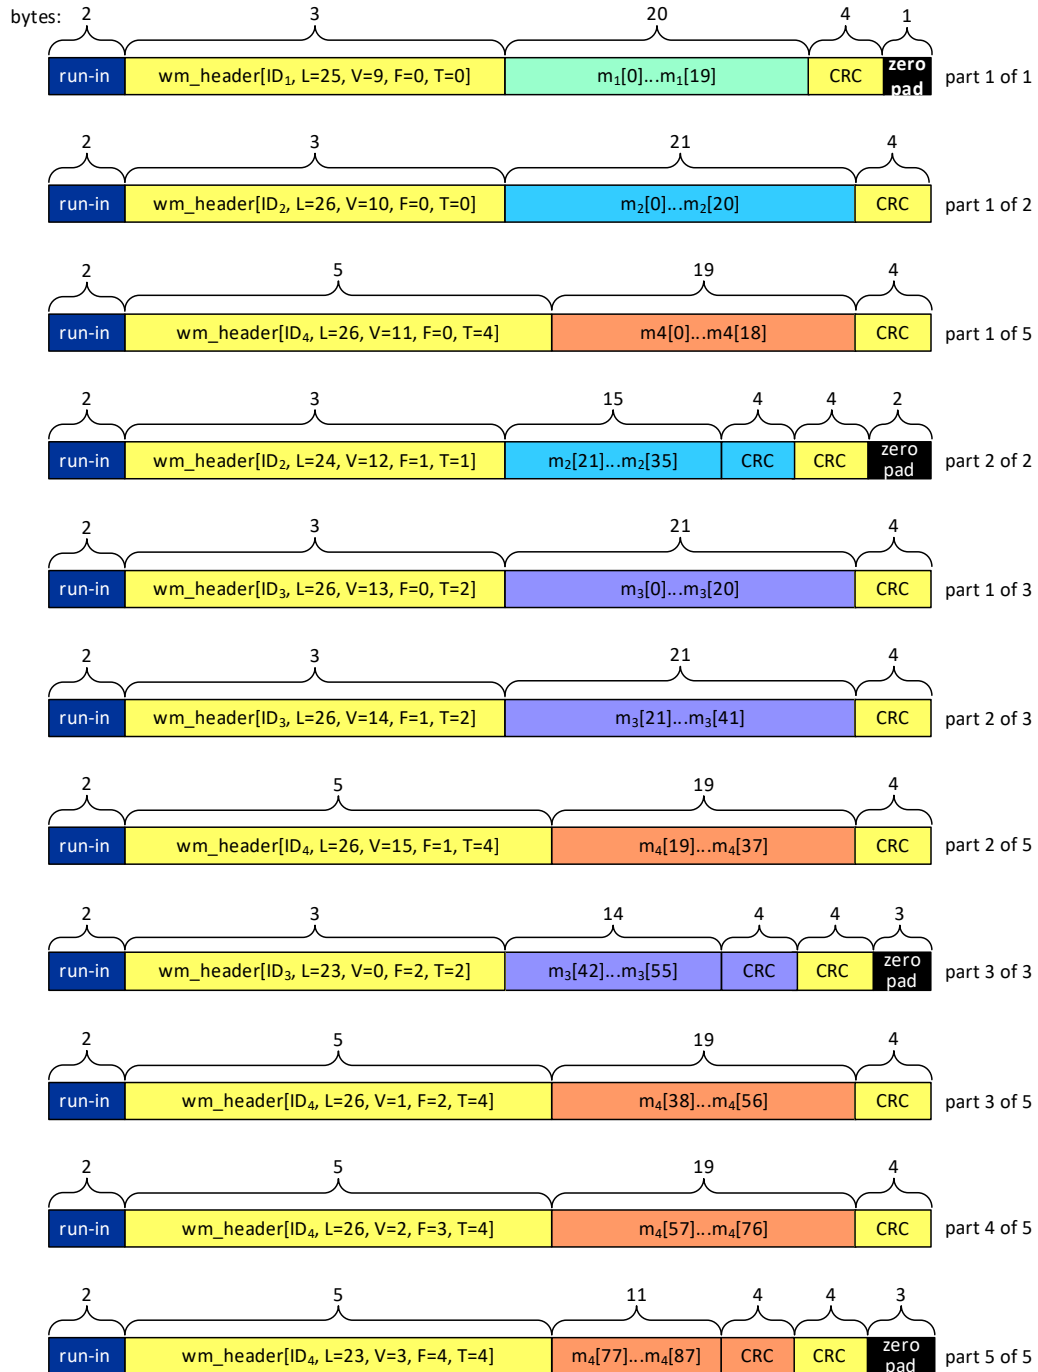 bytes: 2 3 20 4 1
run-in wm_header[ID₁, L=25, V=9, F=0, T=0] m₁[0]...m₁[19] CRC zero pad part 1 of 1
2 3 21 4
run-in wm_header[ID₂, L=26, V=10, F=0, T=0] m₂[0]...m₂[20] CRC part 1 of 2
2 5 19 4
run-in wm_header[ID₄, L=26, V=11, F=0, T=4] m4[0]...m4[18] CRC part 1 of 5
2 3 15 4 4 2
run-in wm_header[ID₂, L=24, V=12, F=1, T=1] m₂[21]...m₂[35] CRC CRC zero pad part 2 of 2
2 3 21 4
run-in wm_header[ID₃, L=26, V=13, F=0, T=2] m₃[0]...m₃[20] CRC part 1 of 3
2 3 21 4
run-in wm_header[ID₃, L=26, V=14, F=1, T=2] m₃[21]...m₃[41] CRC part 2 of 3
2 5 19 4
run-in wm_header[ID₄, L=26, V=15, F=1, T=4] m₄[19]...m₄[37] CRC part 2 of 5
2 3 14 4 4 3
run-in wm_header[ID₃, L=23, V=0, F=2, T=2] m₃[42]...m₃[55] CRC CRC zero pad part 3 of 3
2 5 19 4
run-in wm_header[ID₄, L=26, V=1, F=2, T=4] m₄[38]...m₄[56] CRC part 3 of 5
2 5 19 4
run-in wm_header[ID₄, L=26, V=2, F=3, T=4] m₄[57]...m₄[76] CRC part 4 of 5
2 5 11 4 4 3
run-in wm_header[ID₄, L=23, V=3, F=4, T=4] m₄[77]...m₄[87] CRC CRC zero pad part 5 of 5